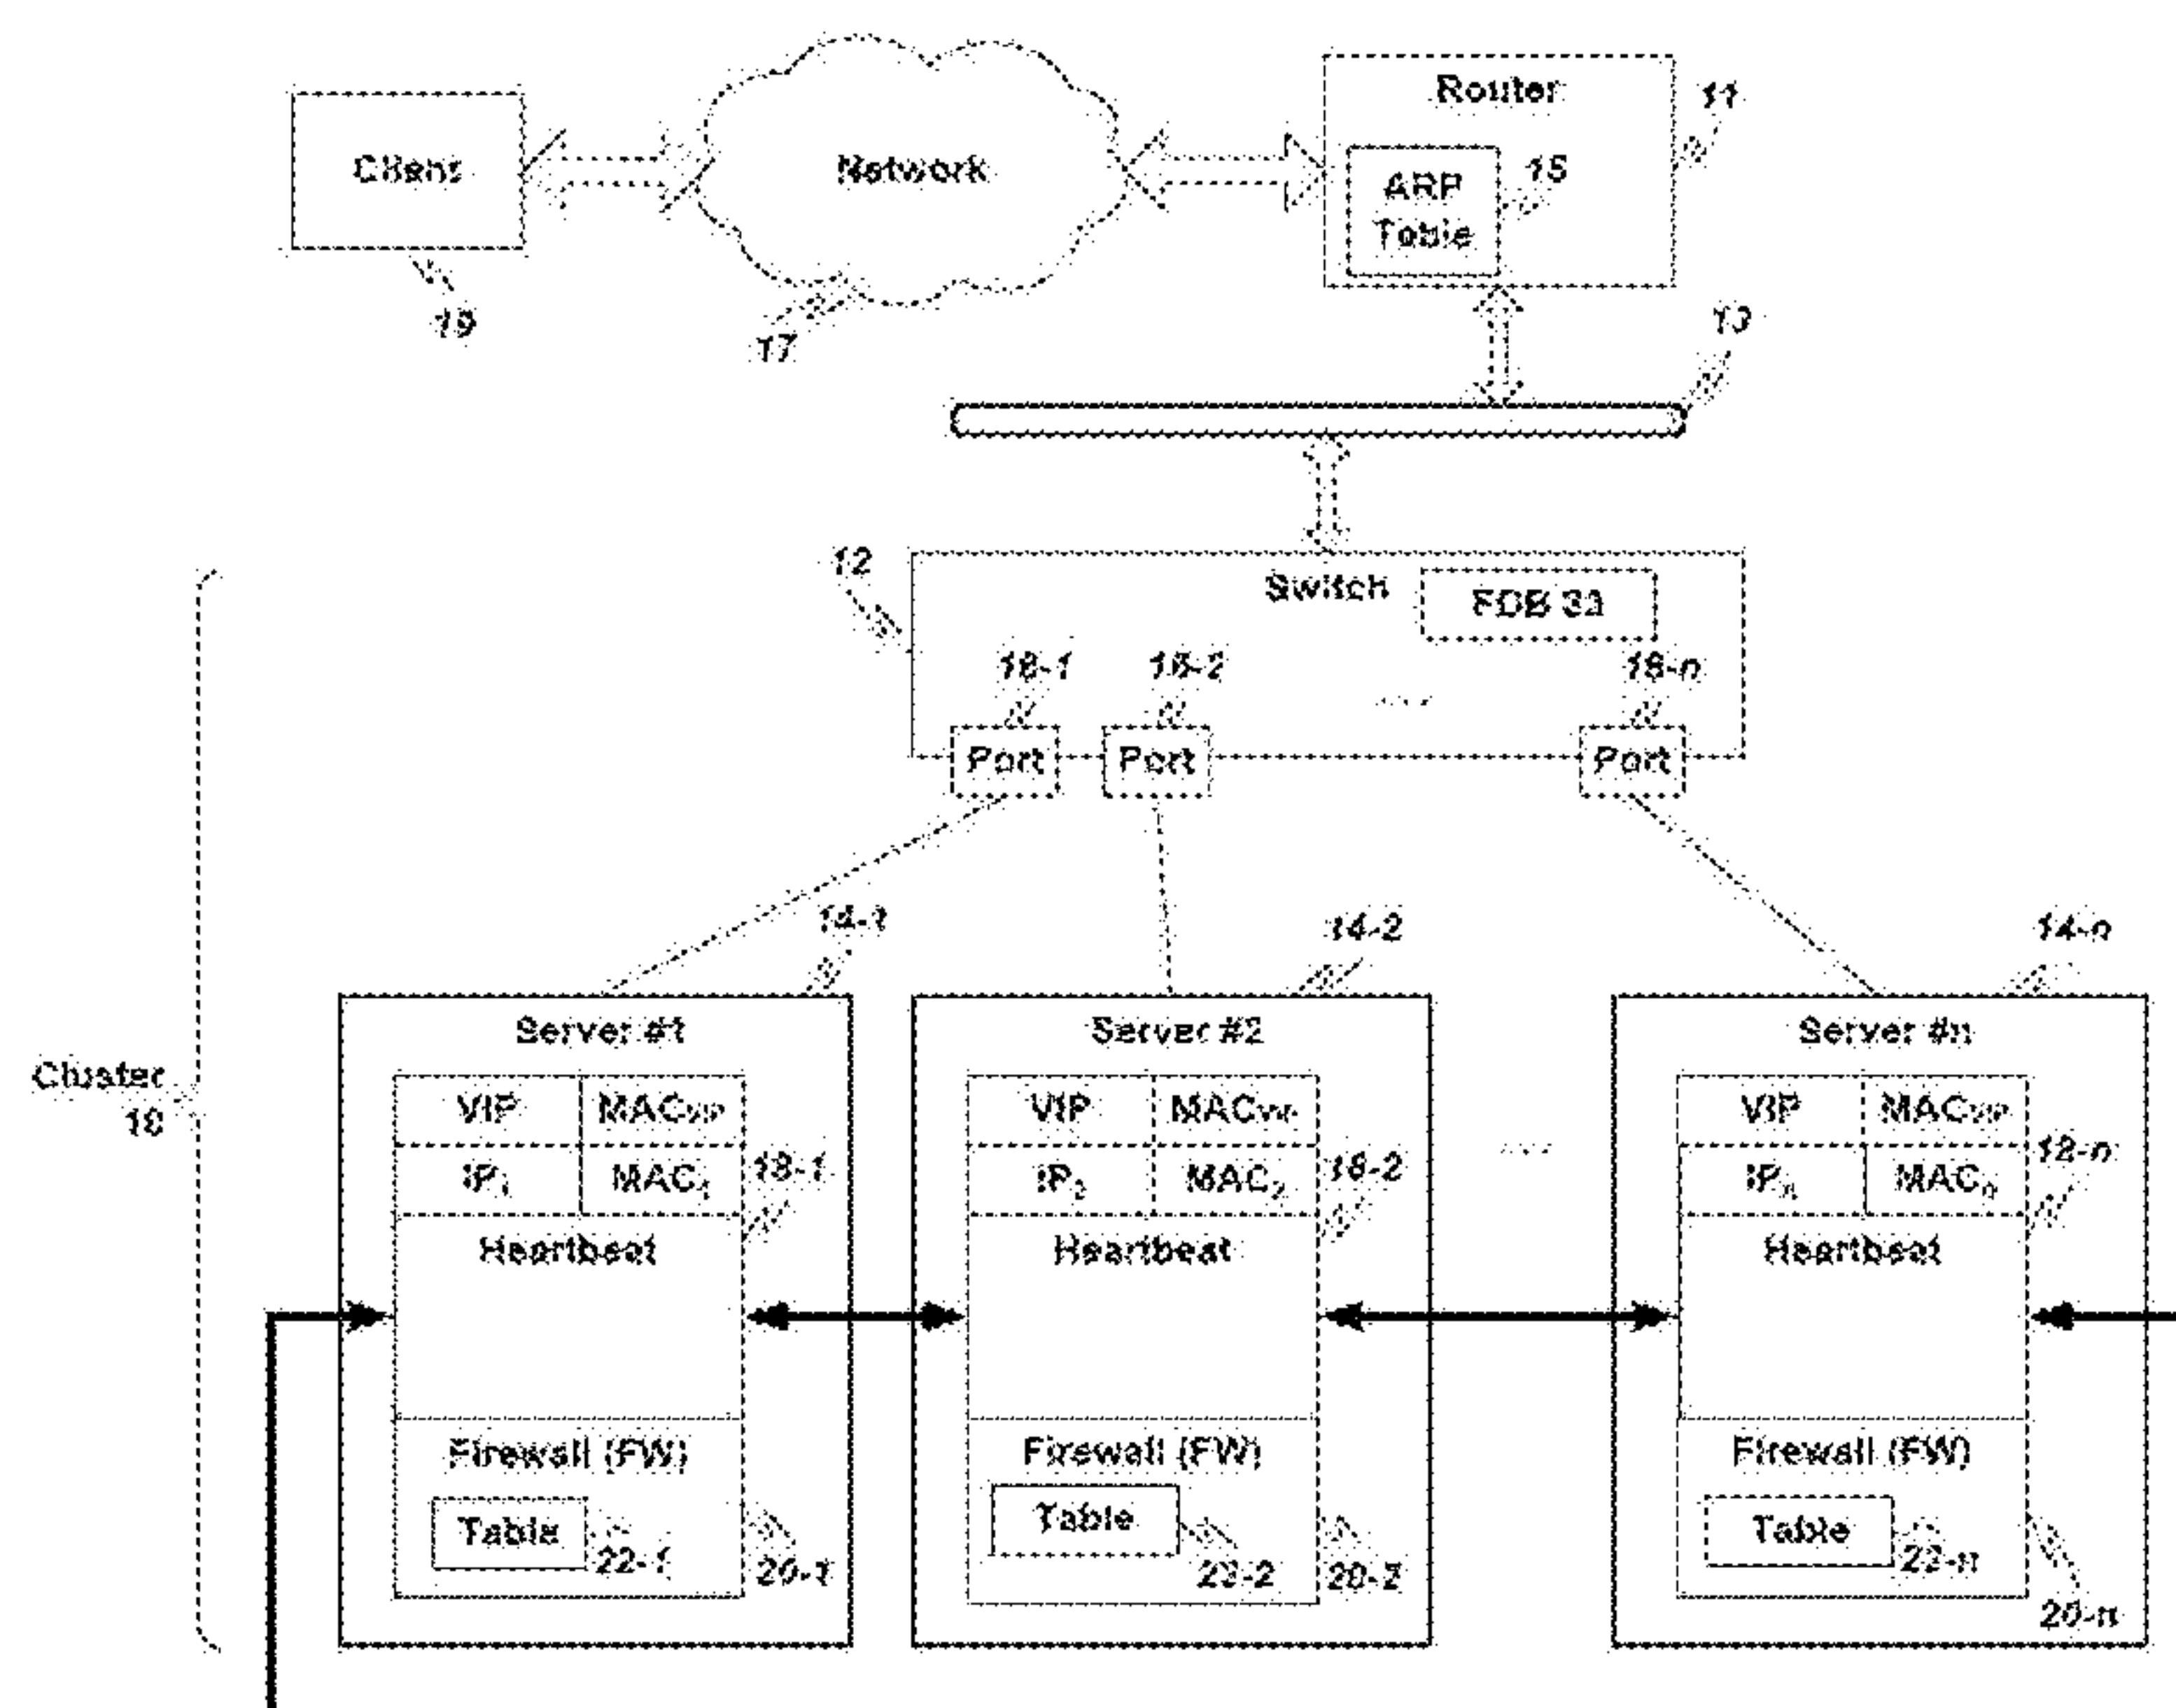 Router
11
Client
Network
ARP
Table
15
19
17
13
12
Switch
FDB 33
16-1
16-2
16-n
Port
Port
Port
14-1
14-2
14-n
Server #1
Server #2
Server #n
Cluster
10
VIP
MACVIP
VIP
MACVIP
VIP
MACVIP
IP1
MAC1
18-1
IP2
MAC2
18-2
IPn
MACn
18-n
Heartbeat
Heartbeat
Heartbeat
Firewall (FW)
Firewall (FW)
Firewall (FW)
Table
22-1
20-1
Table
22-2
20-2
Table
22-n
20-n